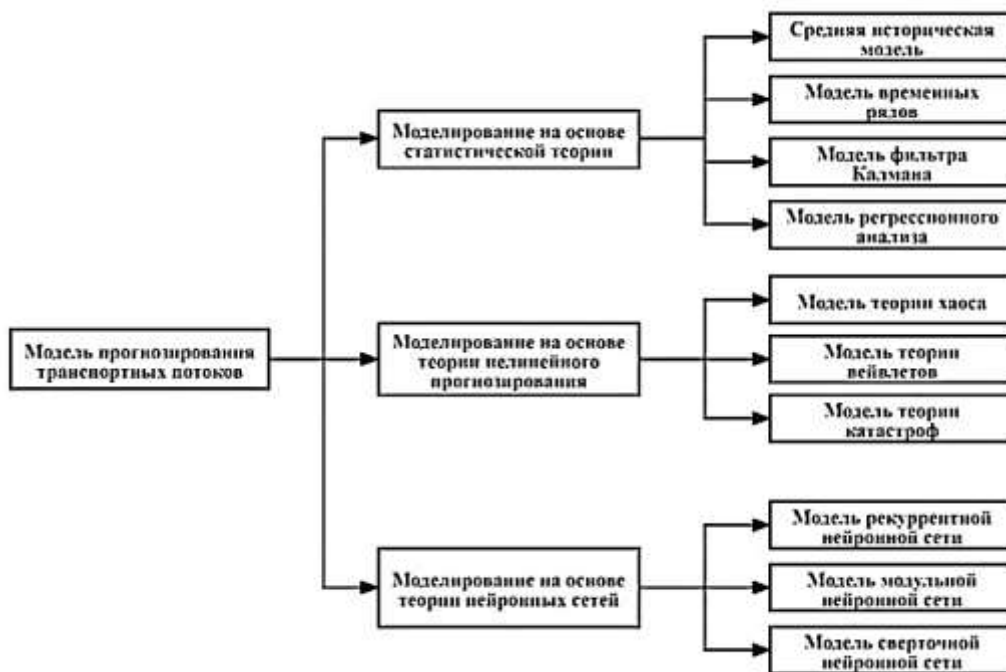 Модель прогнозирования
транспортных потоков
Моделирование на основе
статистической теории
Средняя историческая
модель
Модель временных
рядов
Модель фильтра
Калмана
Модель регрессионного
анализа
Моделирование на основе
теории нелинейного
прогнозирования
Модель теории хаоса
Модель теории
вейвлетов
Модель теории
катастроф
Моделирование на основе
теории нейронных сетей
Модель рекуррентной
нейронной сети
Модель модульной
нейронной сети
Модель сверточной
нейронной сети